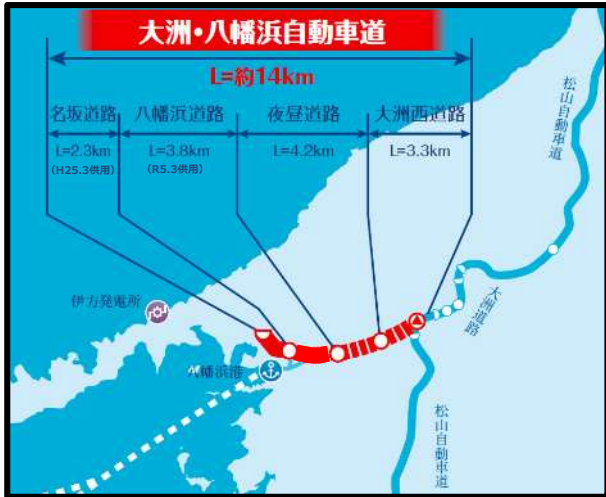 大洲・八幡浜自動車道
L=約14km
名坂道路
八幡浜道路
夜昼道路
大洲西道路
L=2.3km
L=3.8km
L=4.2km
L=3.3km
(H25.3供用)
(R5.3供用)
松山自動車道
大洲道路
伊方発電所
八幡浜港
松山自動車道